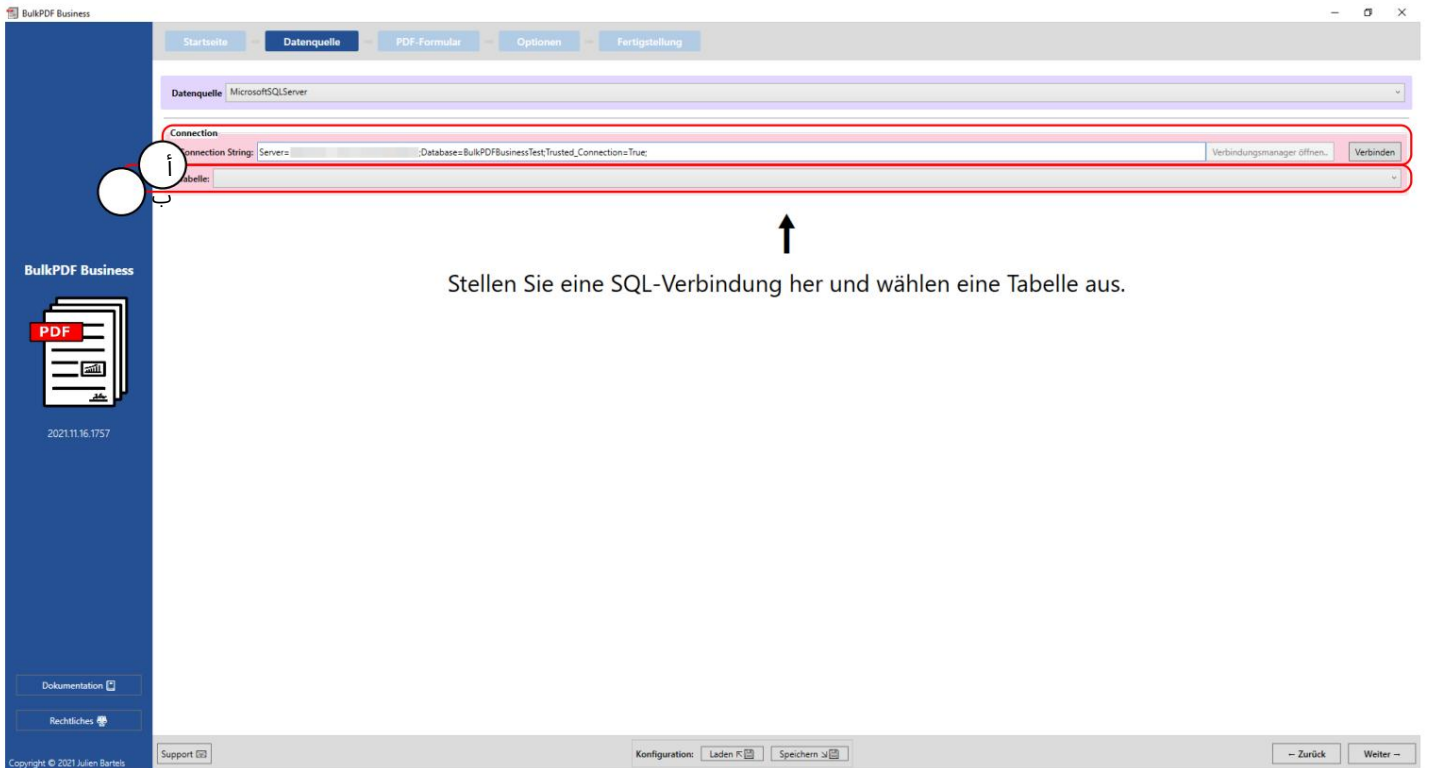 BulkPDF Business
Startseite → Datenquelle → PDF-Formular → Optionen → Fertigstellung
Datenquelle MicrosoftSQLServer
Connection
Connection String: Server= ;Database=BulkPDFBusinessTest;Trusted_Connection=True; Verbindungsmanager öffnen.. Verbinden
أ
abelle:
ب
Stellen Sie eine SQL-Verbindung her und wählen eine Tabelle aus.
BulkPDF Business
PDF
2021.11.16.1757
Dokumentation
Rechtliches
Copyright © 2021 Julien Bartels
Support
Konfiguration: Laden Speichern
← Zurück Weiter →